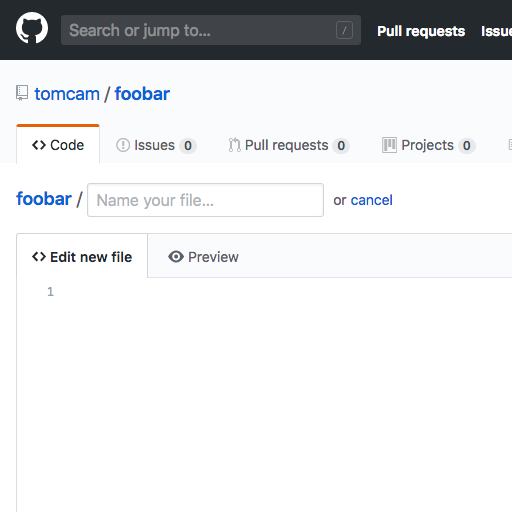 Search or jump to... / Pull requests Issu
tomcam / foobar
Code Issues 0 Pull requests 0 Projects 0
foobar / Name your file... or cancel
Edit new file Preview
1